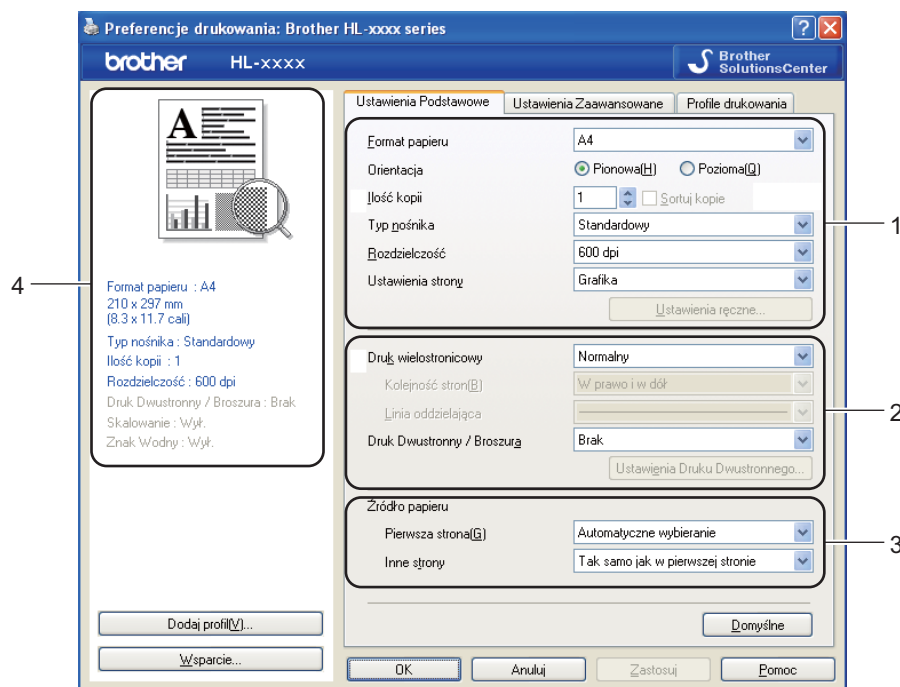 Preferencje drukowania: Brother HL-xxxx series
brother HL-xxxx
Brother
SolutionsCenter
A
Format papieru : A4
210 x 297 mm
(8.3 x 11.7 cali)
Typ nośnika : Standardowy
Ilość kopii : 1
Rozdzielczość : 600 dpi
Druk Dwustronny / Broszura : Brak
Skalowanie : Wył.
Znak Wodny : Wył.
4
Dodaj profil(V)...
Wsparcie...
Ustawienia Podstawowe Ustawienia Zaawansowane Profile drukowania
Format papieru A4
Orientacja Pionowa(H) Pozioma(Q)
Ilość kopii 1 Sortuj kopie
Typ nośnika Standardowy
1
Rozdzielczość 600 dpi
Ustawienia strony Grafika
Ustawienia ręczne...
Druk wielostronicowy Normalny
Kolejność stron(B) W prawo i w dół
Linia oddzielająca
2
Druk Dwustronny / Broszura Brak
Ustawienia Druku Dwustronnego...
Źródło papieru
Pierwsza strona(G) Automatyczne wybieranie
3
Inne strony Tak samo jak w pierwszej stronie
Domyślne
OK Anuluj Zastosuj Pomoc